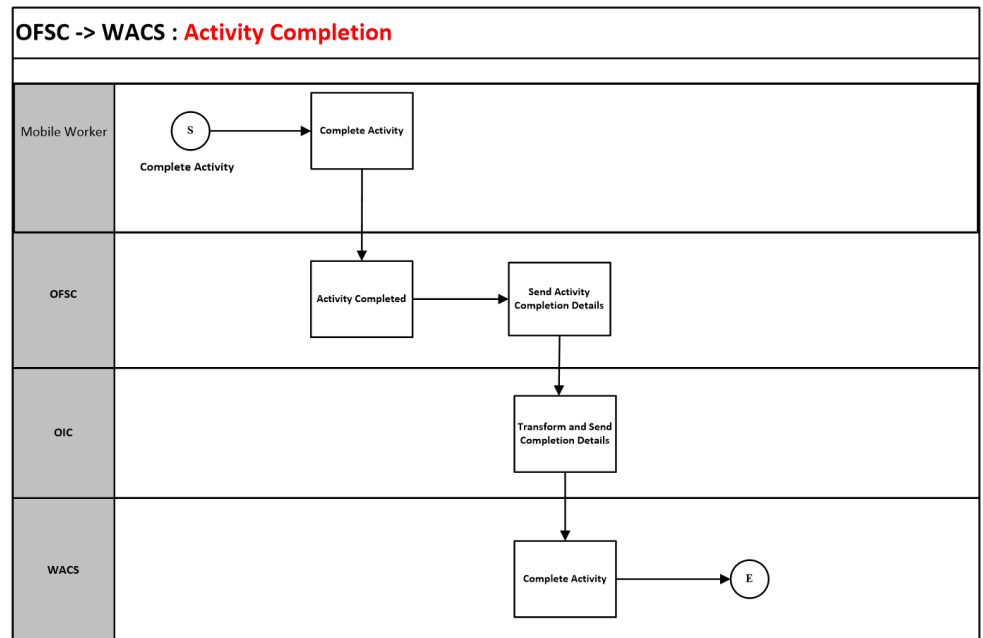 OFSC -> WACS : Activity Completion
Mobile Worker
S
Complete Activity
Complete Activity
OFSC
Activity Completed
Send Activity
Completion Details
OIC
Transform and Send
Completion Details
WACS
Complete Activity
E